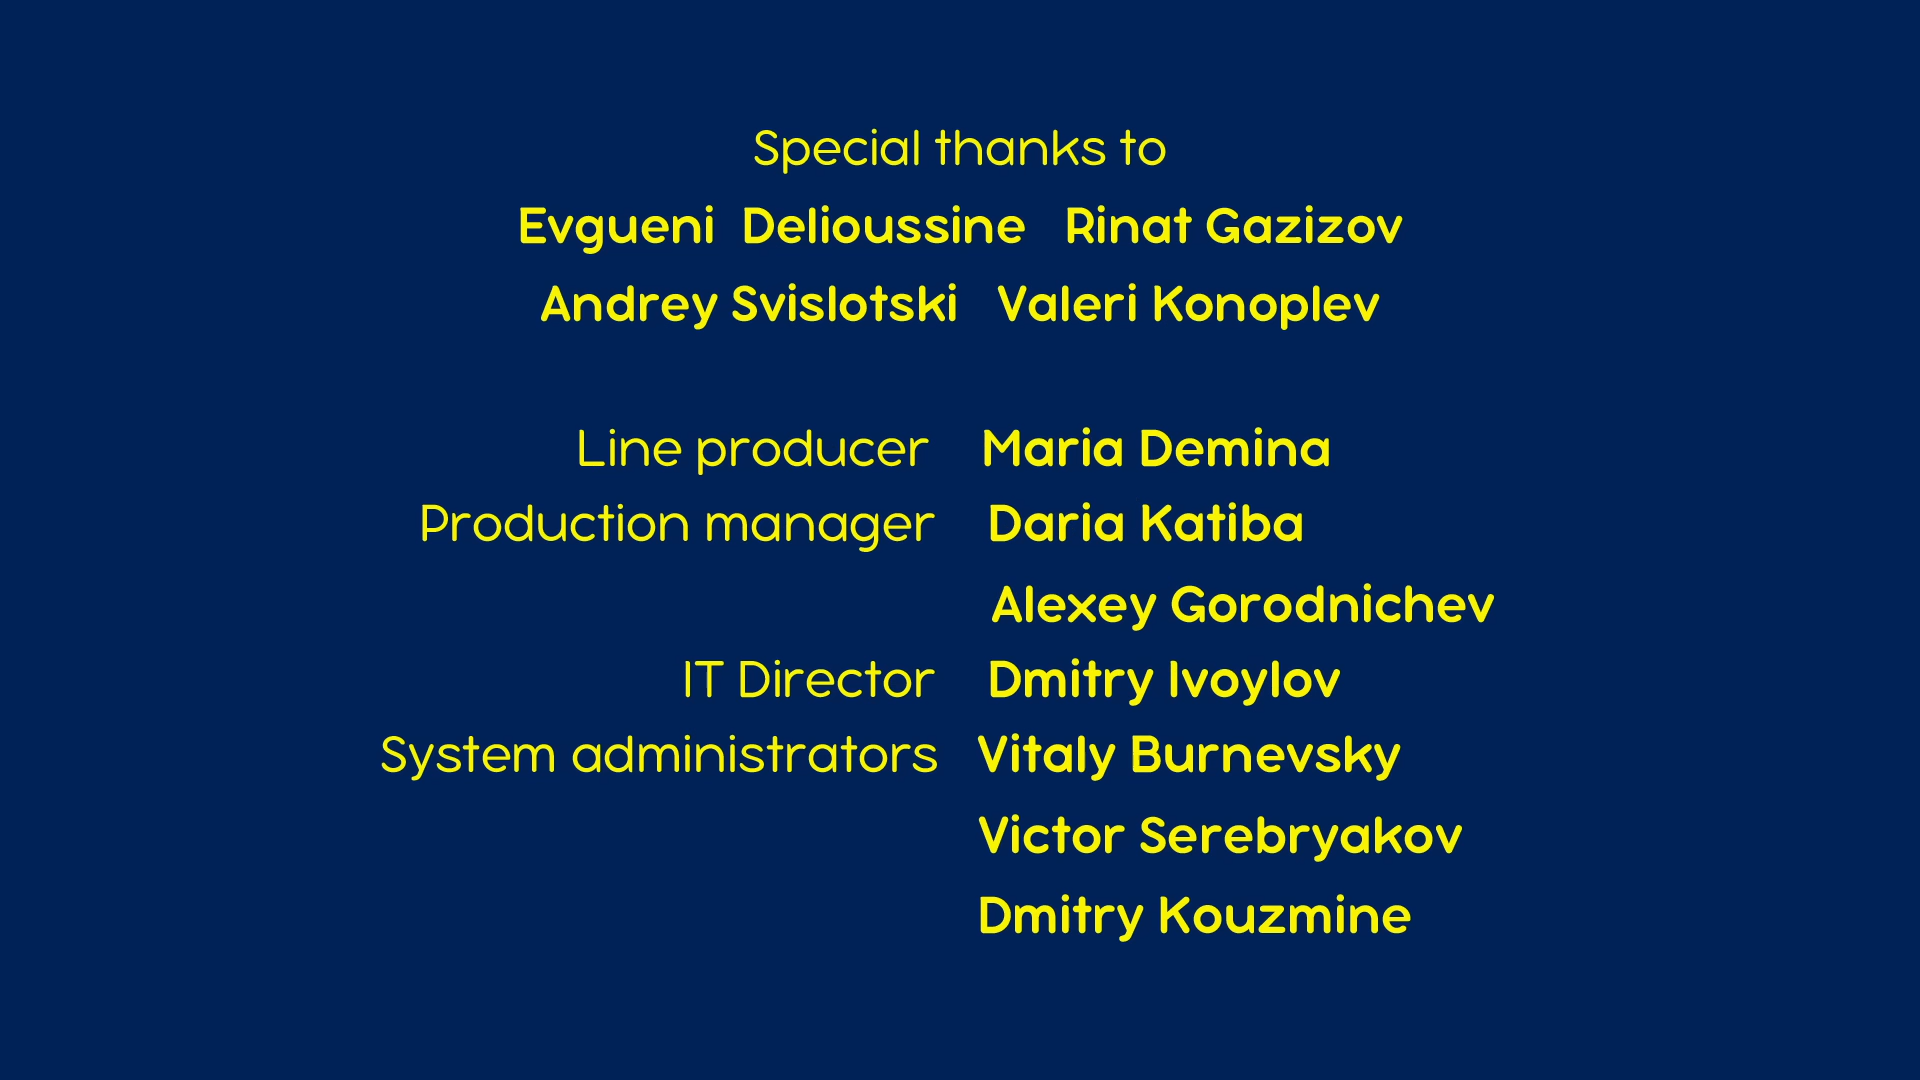 Special thanks to
Evgueni Delioussine Rinat Gazizov
Andrey Svislotski Valeri Konoplev
Line producer Maria Demina
Production manager Daria Katiba
Alexey Gorodnichev
IT Director Dmitry Ivoylov
System administrators Vitaly Burnevsky
Victor Serebryakov
Dmitry Kouzmine